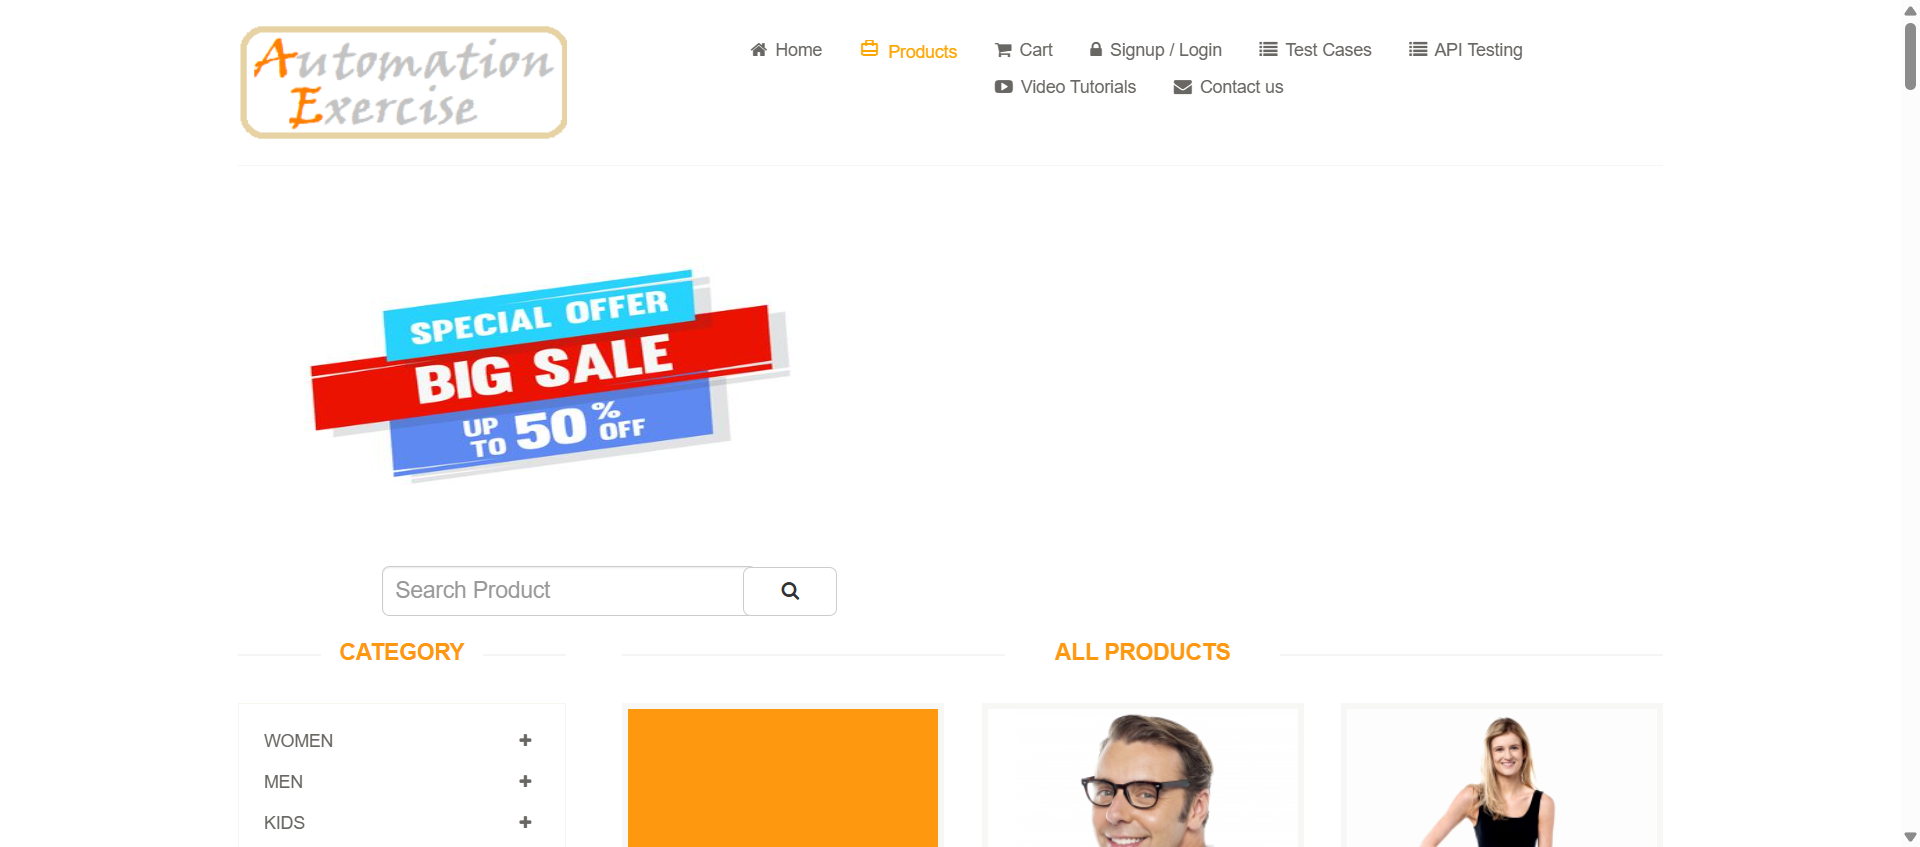 Automation
Exercise
Home
Products
Cart
Signup / Login
Test Cases
API Testing
Video Tutorials
Contact us
SPECIAL OFFER
BIG SALE
UP TO 50% OFF
Search Product
CATEGORY
ALL PRODUCTS
WOMEN
MEN
KIDS